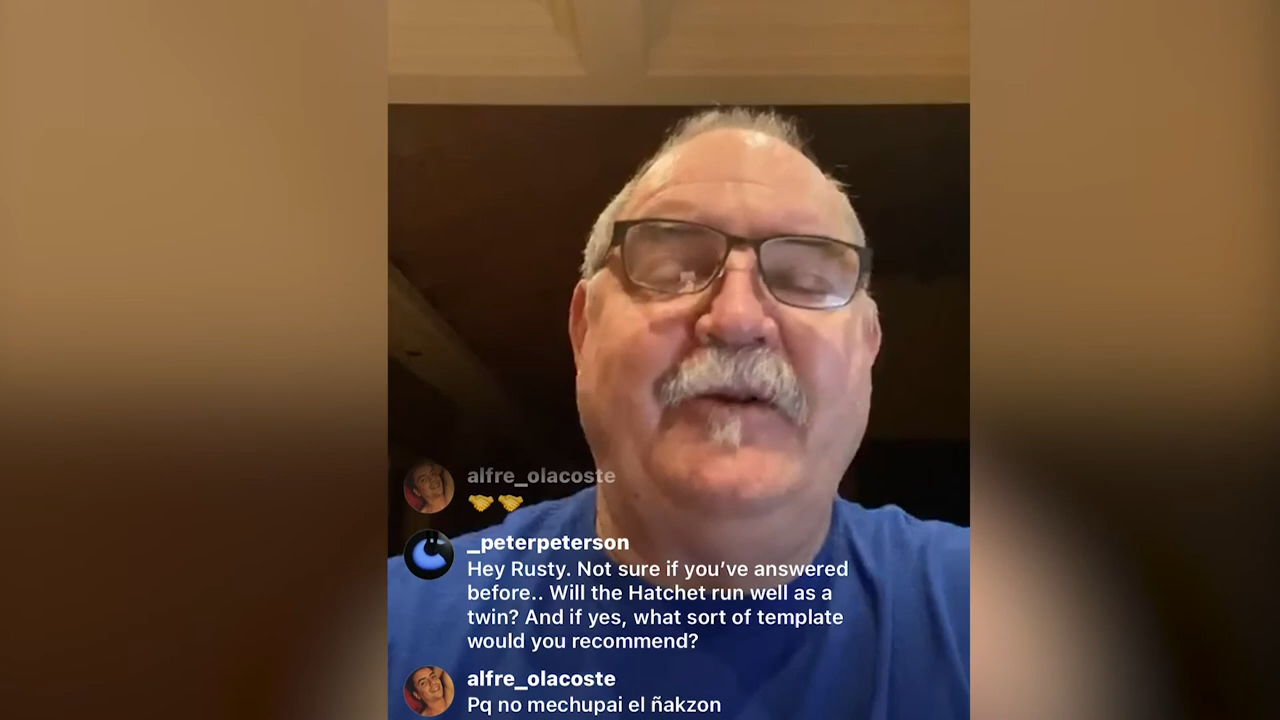 alfre_olacoste
🤝🤝
_peterpeterson
Hey Rusty. Not sure if you’ve answered
before.. Will the Hatchet run well as a
twin? And if yes, what sort of template
would you recommend?
alfre_olacoste
Pq no mechupai el ñakzon